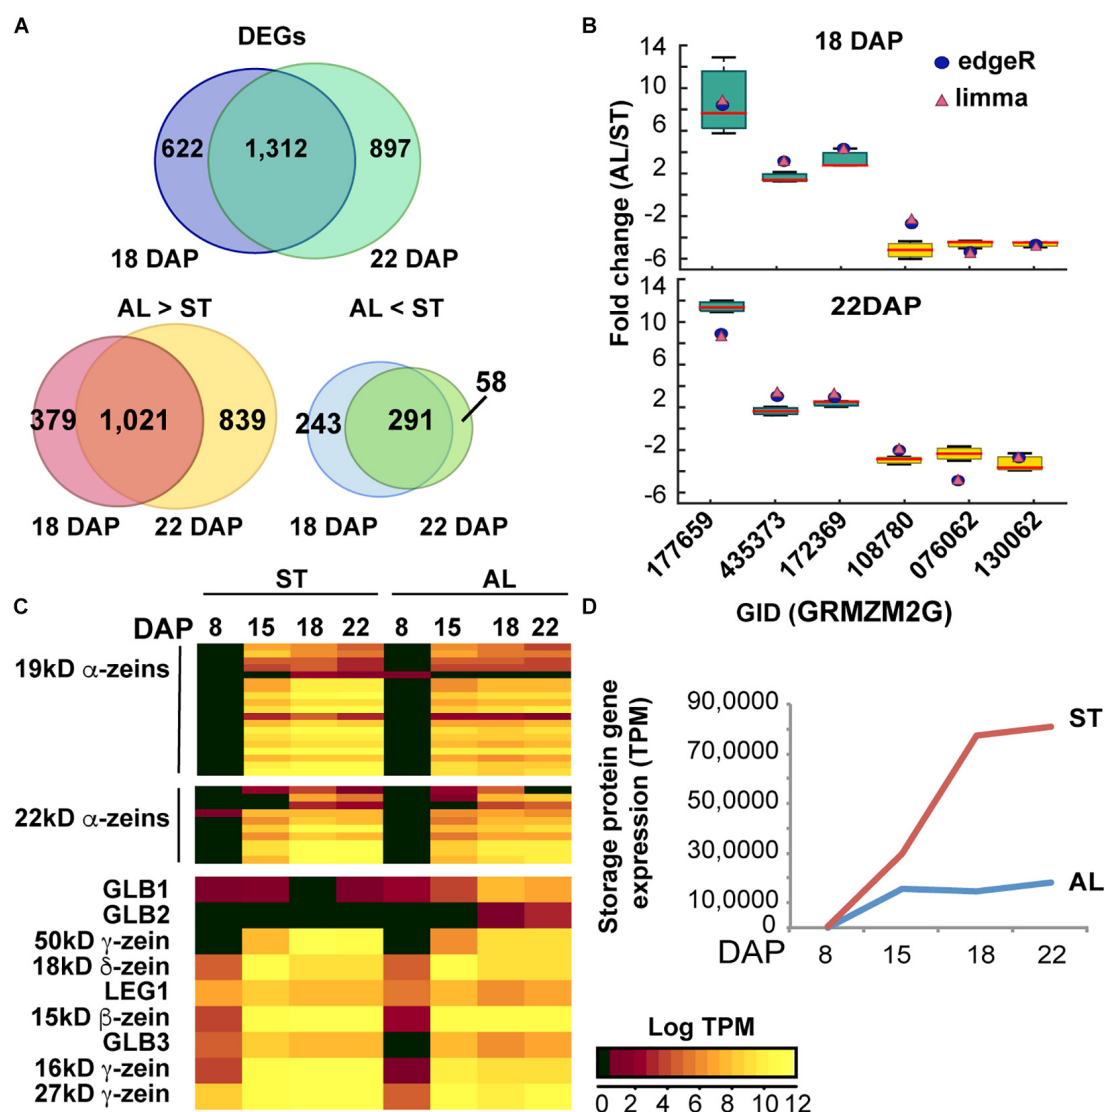 A
DEGs
622
1,312
897
18 DAP
22 DAP
AL > ST
AL < ST
379
1,021
839
243
291
58
18 DAP
22 DAP
18 DAP
22 DAP
B
18 DAP
edgeR
limma
Fold change (AL/ST)
14
10
6
2
-2
-6
22DAP
14
10
6
2
-2
-6
177659
435373
172369
108780
076062
130062
GID (GRMZM2G)
C
ST
AL
DAP 8 15 18 22 8 15 18 22
19kD α-zeins
22kD α-zeins
GLB1
GLB2
50kD γ-zein
18kD δ-zein
LEG1
15kD β-zein
GLB3
16kD γ-zein
27kD γ-zein
D
Storage protein gene
expression (TPM)
90,0000
70,0000
50,0000
30,0000
10,0000
0
ST
AL
DAP 8 15 18 22
Log TPM
0 2 4 6 8 10 12